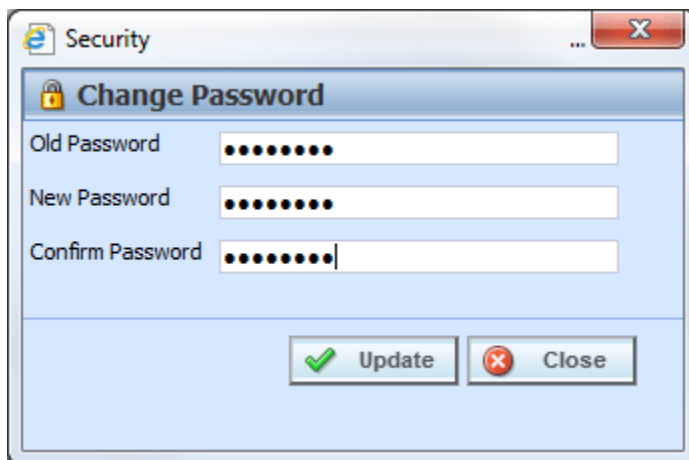 Security ...
Change Password
Old Password ••••••••
New Password ••••••••
Confirm Password ••••••••
Update Close